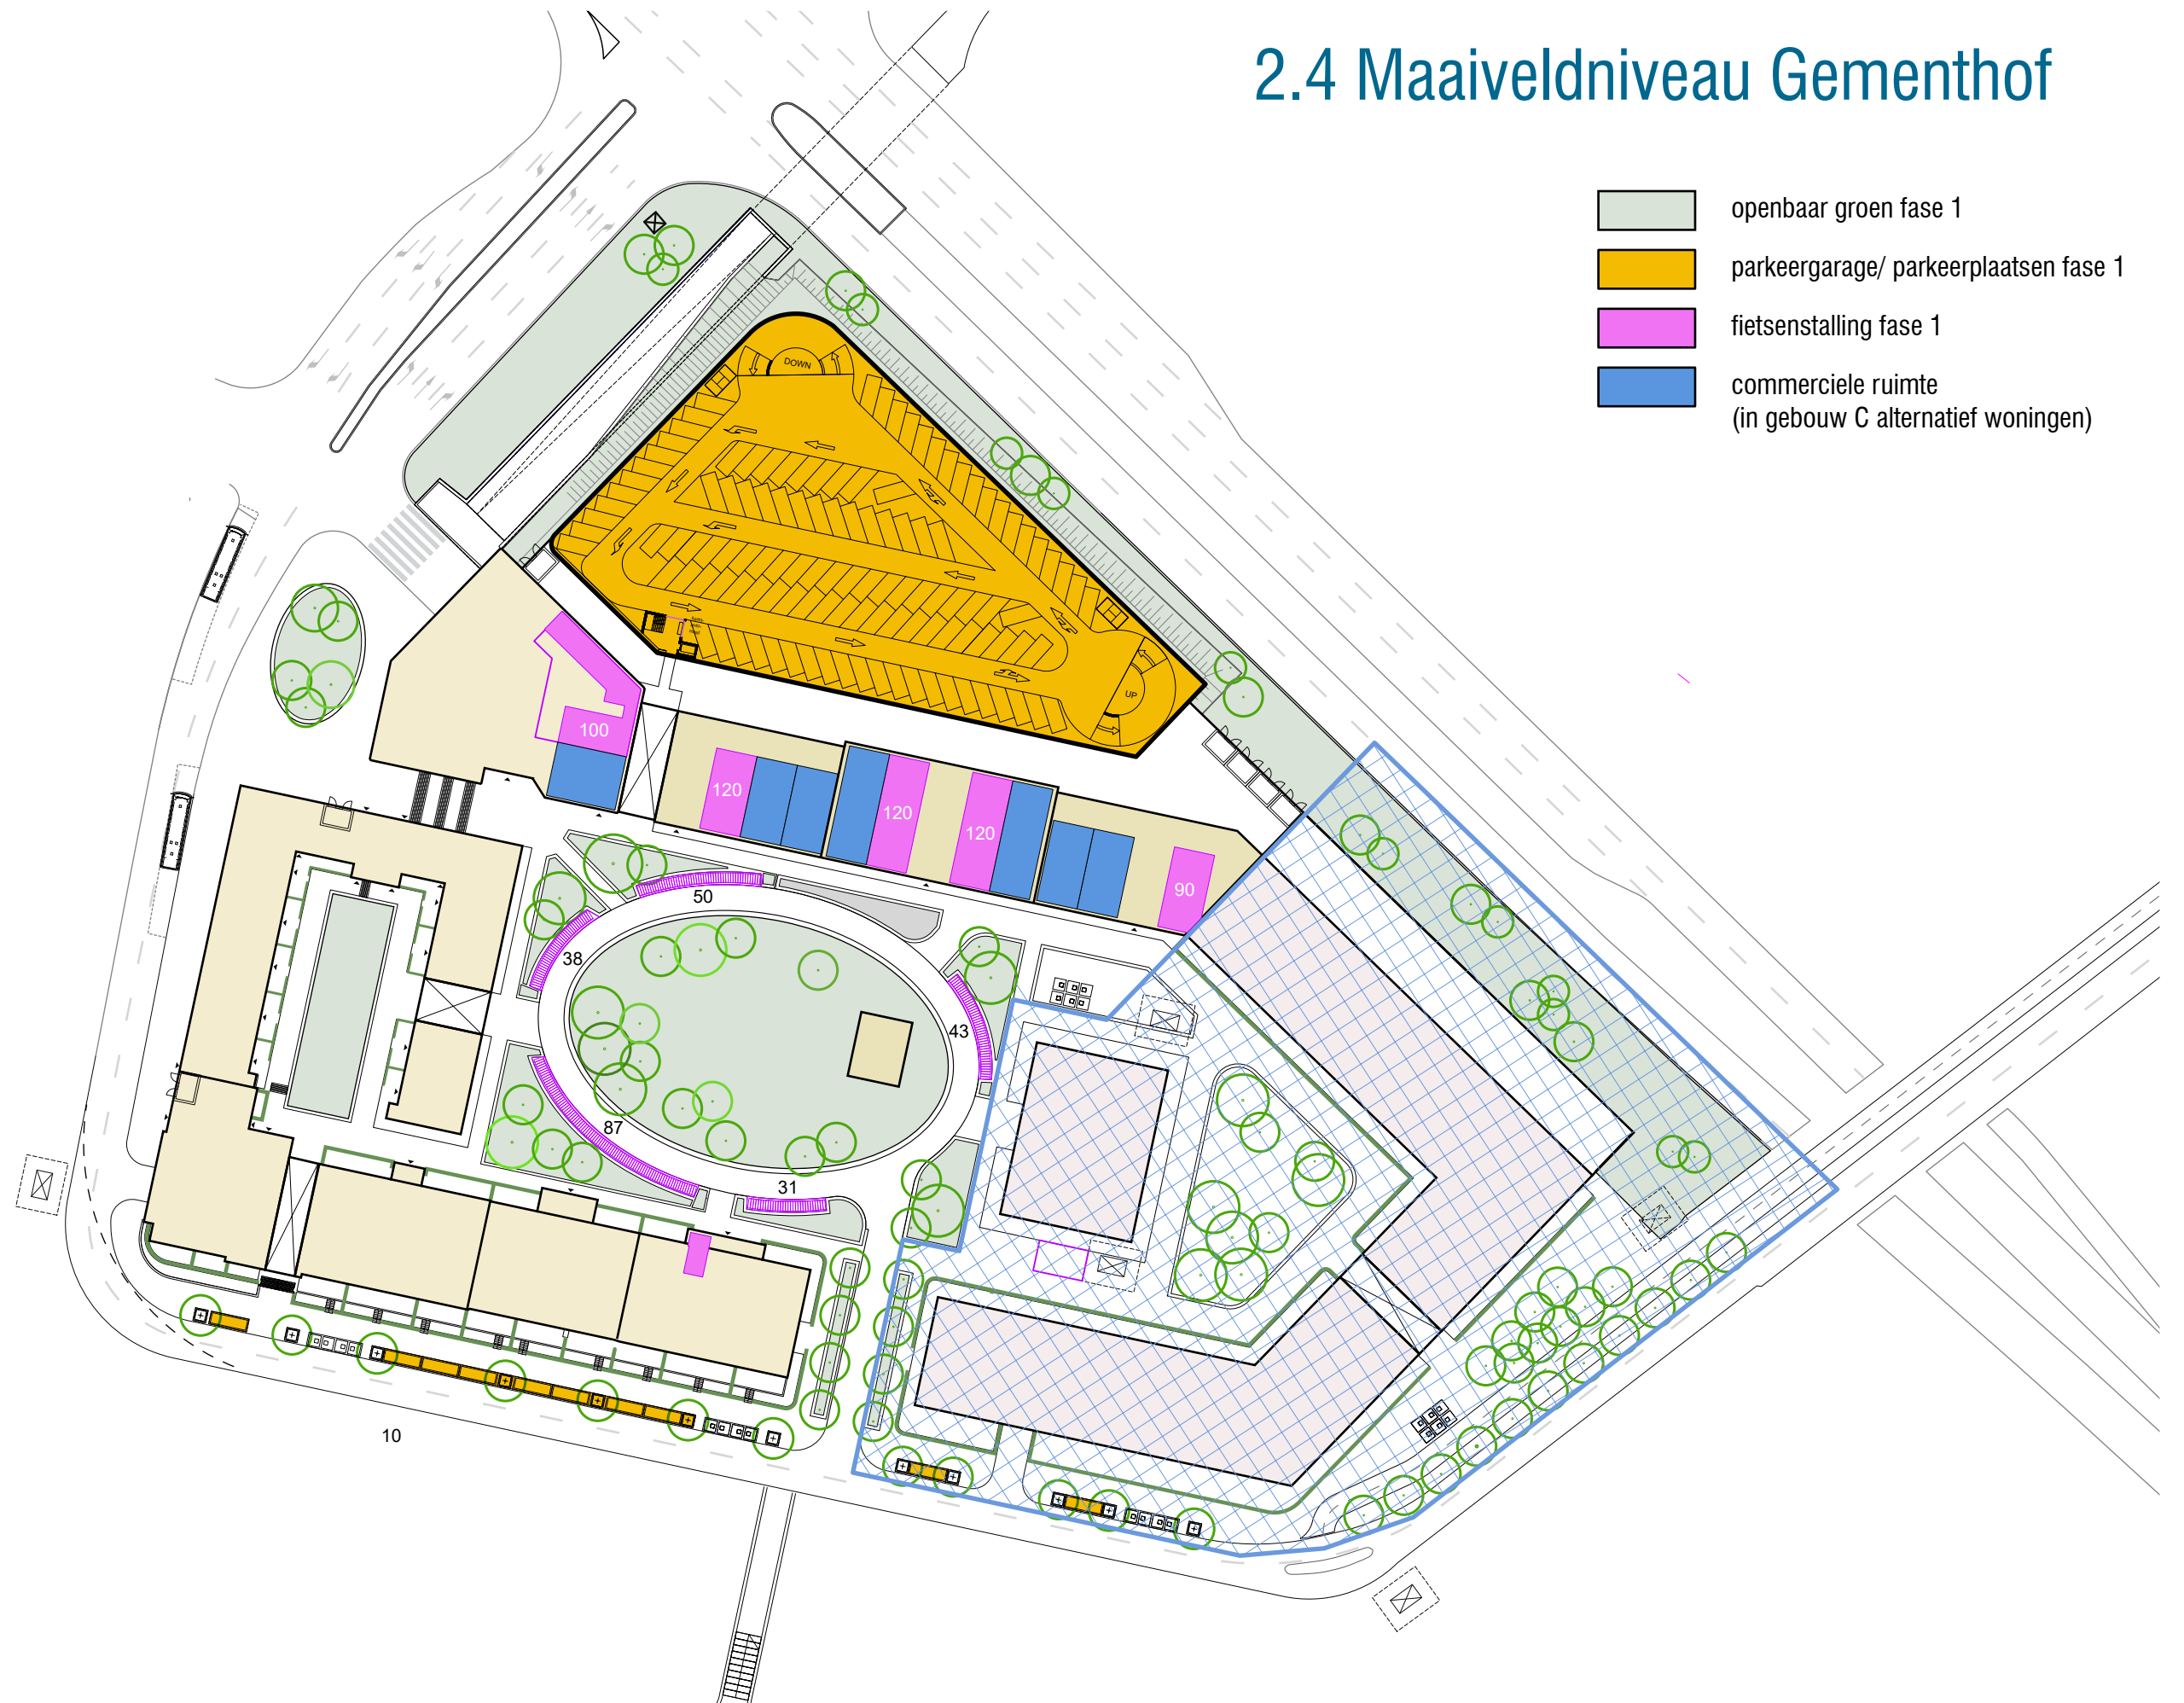 2.4 Maaiveldniveau Gementhof
openbaar groen fase 1
parkeergarage/ parkeerplaatsen fase 1
fietsenstalling fase 1
commerciele ruimte
(in gebouw C alternatief woningen)
DOWN
UP
100
120
120
120
90
50
38
43
87
31
10